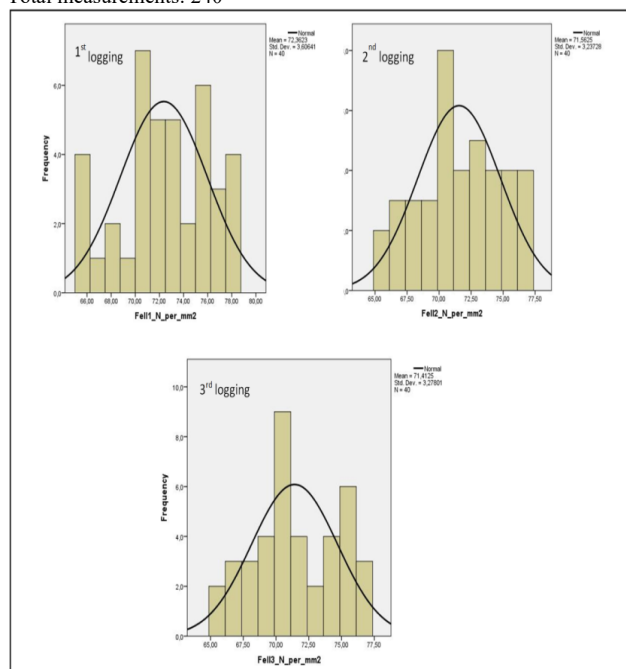 Total measurements: 240
1st logging
Normal
Mean = 72,3623
Std. Dev. = 3,60641
N = 40
Frequency
6,0
4,0
2,0
0,0
66,00 68,00 70,00 72,00 74,00 76,00 78,00 80,00
Fell1_N_per_mm2
2nd logging
Normal
Mean = 71,5625
Std. Dev. = 3,23728
N = 40
,0
,0
,0
,0
,0
65,00 67,50 70,00 72,50 75,00 77,50
Fell2_N_per_mm2
3rd logging
Normal
Mean = 71,4125
Std. Dev. = 3,27801
N = 40
Frequency
10,0
8,0
6,0
4,0
2,0
0,0
65,00 67,50 70,00 72,50 75,00 77,50
Fell3_N_per_mm2